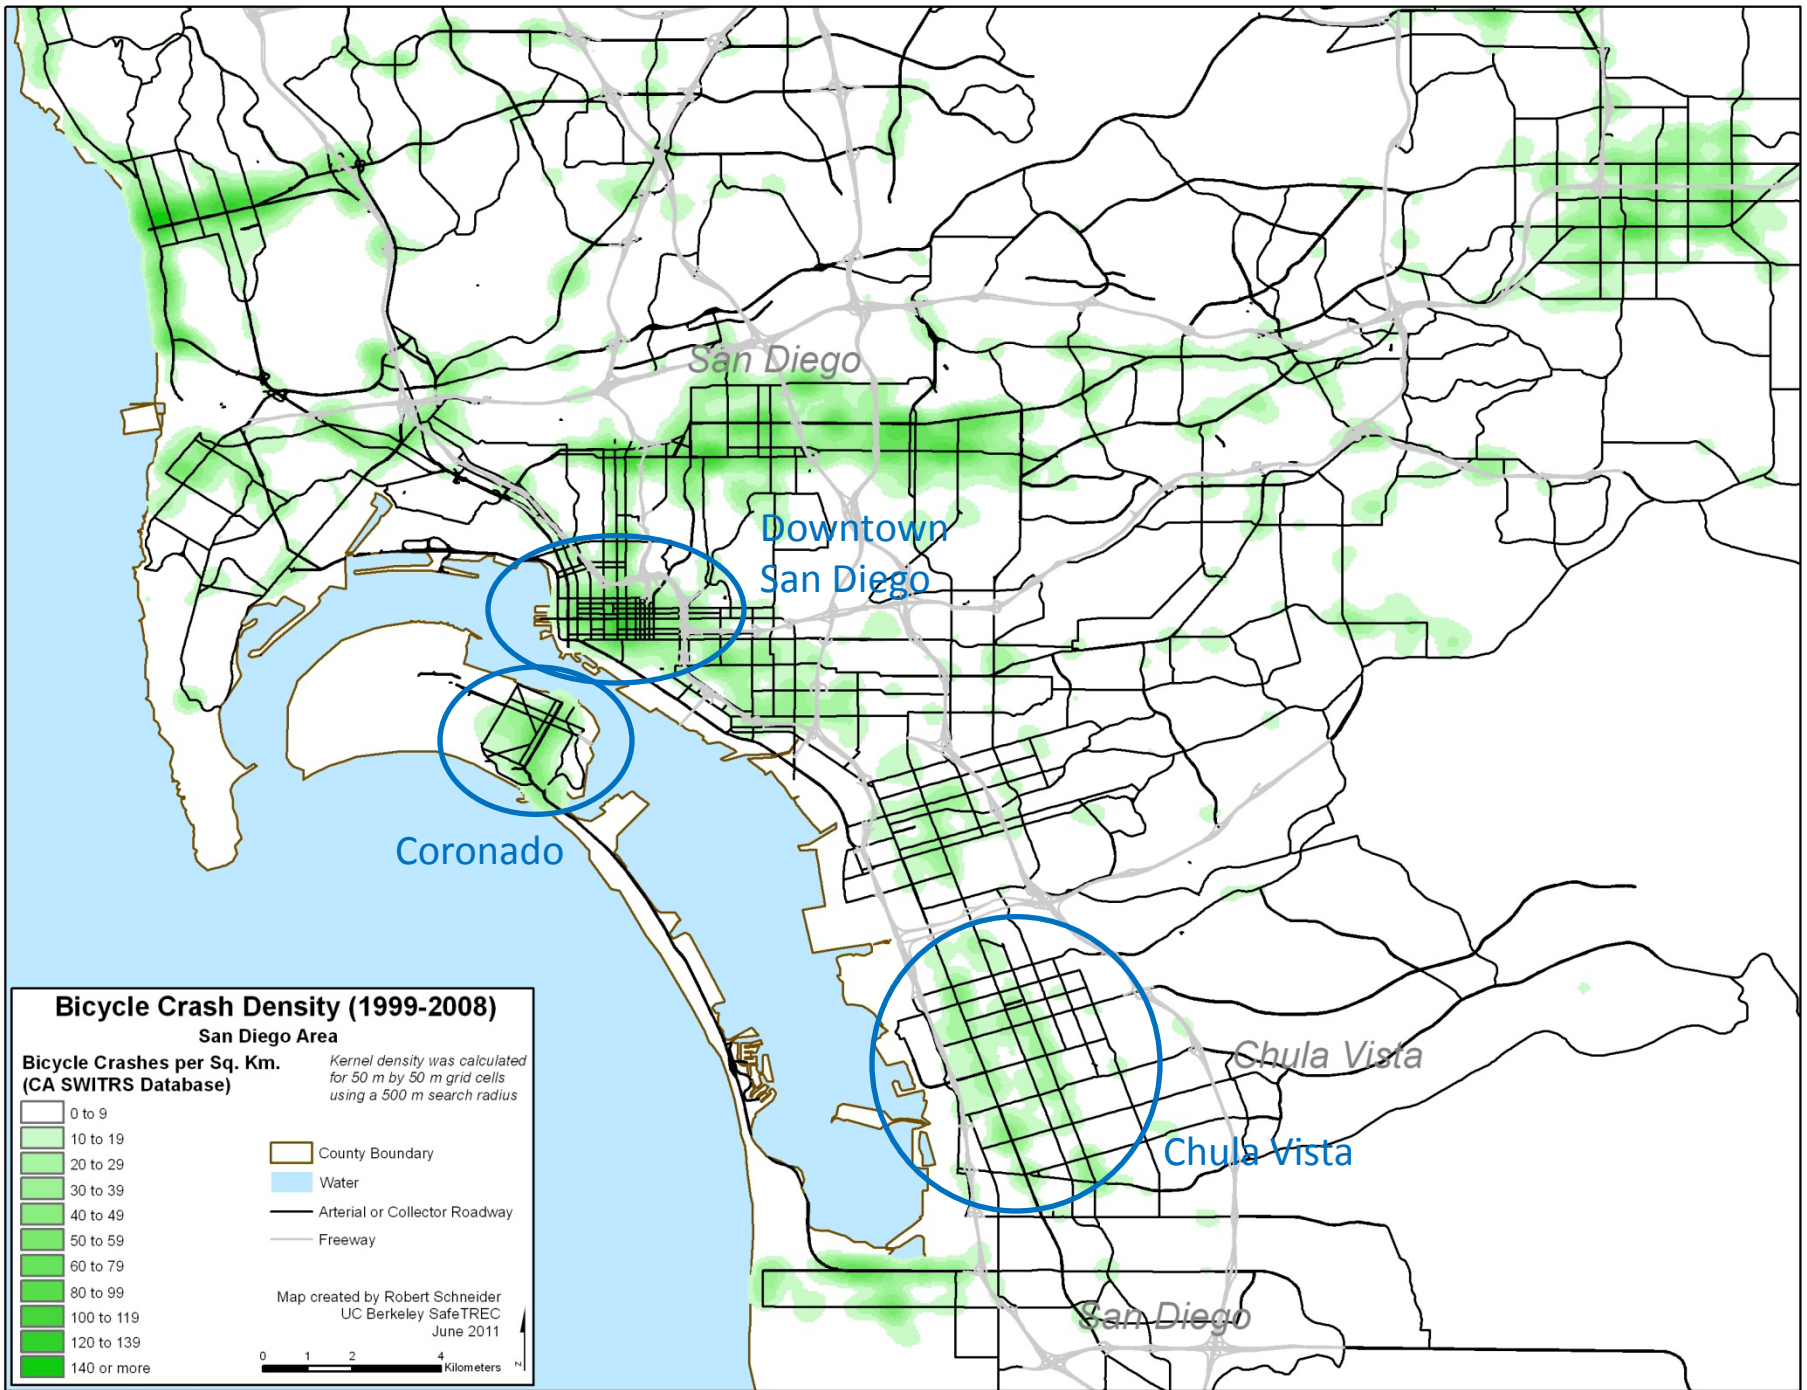 San Diego
Downtown
San Diego
Coronado
Chula Vista
Chula Vista
San Diego
Bicycle Crash Density (1999-2008)
San Diego Area
Bicycle Crashes per Sq. Km.
(CA SWITRS Database)
Kernel density was calculated
for 50 m by 50 m grid cells
using a 500 m search radius
0 to 9
10 to 19
20 to 29
30 to 39
40 to 49
50 to 59
60 to 79
80 to 99
100 to 119
120 to 139
140 or more
County Boundary
Water
Arterial or Collector Roadway
Freeway
Map created by Robert Schneider
UC Berkeley SafeTREC
June 2011
0 1 2 4
Kilometers
z